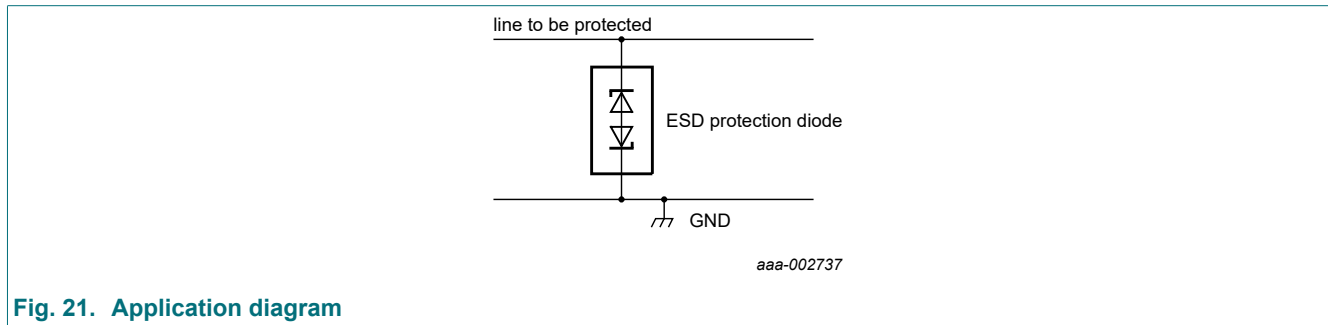 line to be protected
ESD protection diode
GND
aaa-002737
Fig. 21. Application diagram